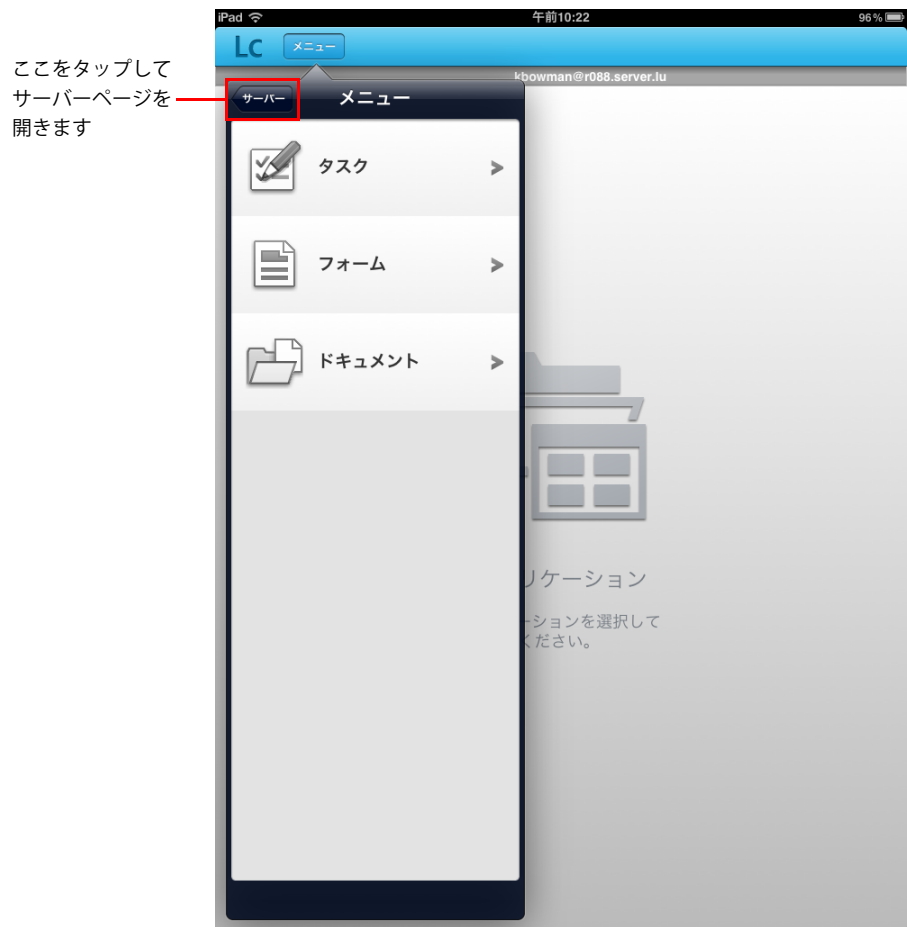 iPad 午前10:22 96%
Lc メニュー
kbowman@r088.server.lu
ここをタップして
サーバーページを
開きます
サーバー メニュー
タスク
フォーム
ドキュメント
リケーション
ションを選択して
ください。